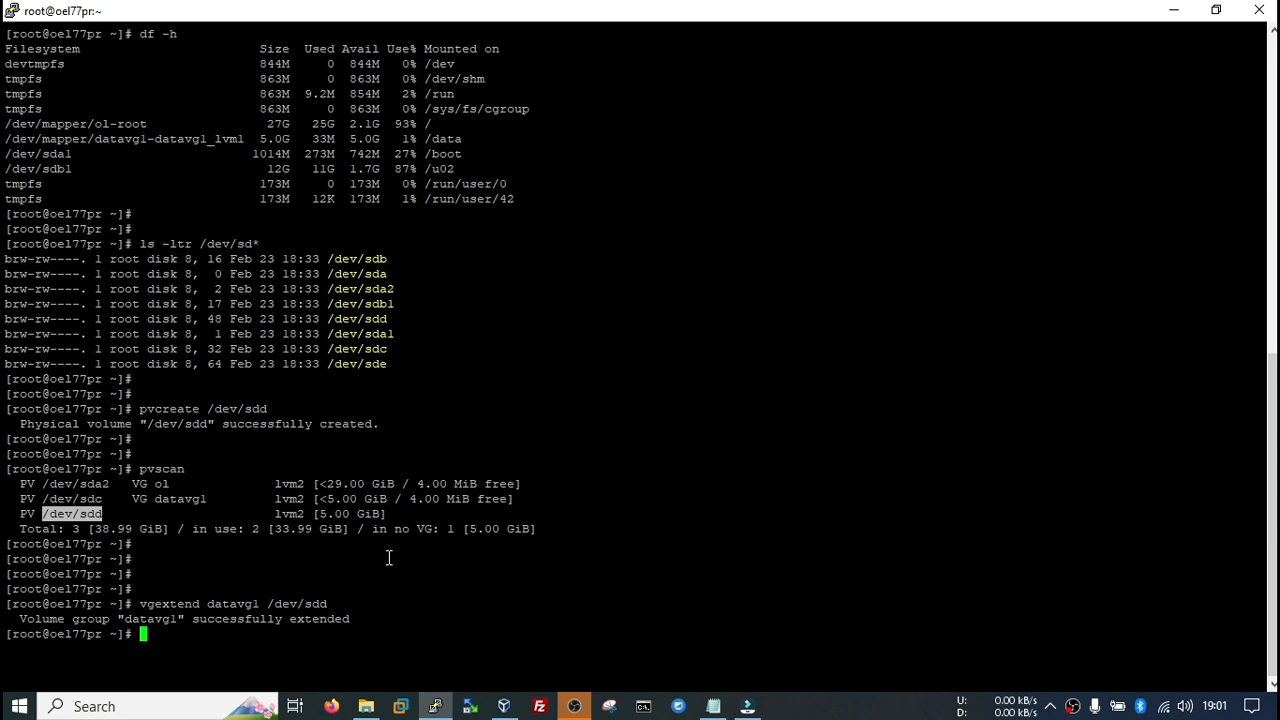 root@oel77pr:~
[root@oel77pr ~]# df -h
Filesystem Size Used Avail Use% Mounted on
devtmpfs 844M 0 844M 0% /dev
tmpfs 863M 0 863M 0% /dev/shm
tmpfs 863M 9.2M 854M 2% /run
tmpfs 863M 0 863M 0% /sys/fs/cgroup
/dev/mapper/ol-root 27G 25G 2.1G 93% /
/dev/mapper/datavg1-datavg1_lvm1 5.0G 33M 5.0G 1% /data
/dev/sda1 1014M 273M 742M 27% /boot
/dev/sdb1 12G 11G 1.7G 87% /u02
tmpfs 173M 0 173M 0% /run/user/0
tmpfs 173M 12K 173M 1% /run/user/42
[root@oel77pr ~]#
[root@oel77pr ~]#
[root@oel77pr ~]# ls -ltr /dev/sd*
brw-rw----. 1 root disk 8, 16 Feb 23 18:33 /dev/sdb
brw-rw----. 1 root disk 8, 0 Feb 23 18:33 /dev/sda
brw-rw----. 1 root disk 8, 2 Feb 23 18:33 /dev/sda2
brw-rw----. 1 root disk 8, 17 Feb 23 18:33 /dev/sdb1
brw-rw----. 1 root disk 8, 48 Feb 23 18:33 /dev/sdd
brw-rw----. 1 root disk 8, 1 Feb 23 18:33 /dev/sda1
brw-rw----. 1 root disk 8, 32 Feb 23 18:33 /dev/sdc
brw-rw----. 1 root disk 8, 64 Feb 23 18:33 /dev/sde
[root@oel77pr ~]#
[root@oel77pr ~]#
[root@oel77pr ~]# pvcreate /dev/sdd
Physical volume "/dev/sdd" successfully created.
[root@oel77pr ~]#
[root@oel77pr ~]#
[root@oel77pr ~]# pvscan
PV /dev/sda2 VG ol lvm2 [<29.00 GiB / 4.00 MiB free]
PV /dev/sdc VG datavg1 lvm2 [<5.00 GiB / 4.00 MiB free]
PV /dev/sdd lvm2 [5.00 GiB]
Total: 3 [38.99 GiB] / in use: 2 [33.99 GiB] / in no VG: 1 [5.00 GiB]
[root@oel77pr ~]#
[root@oel77pr ~]#
[root@oel77pr ~]#
[root@oel77pr ~]#
[root@oel77pr ~]# vgextend datavg1 /dev/sdd
Volume group "datavg1" successfully extended
[root@oel77pr ~]#
Search
U: 0.00 kB/s
D: 0.00 kB/s
19:01